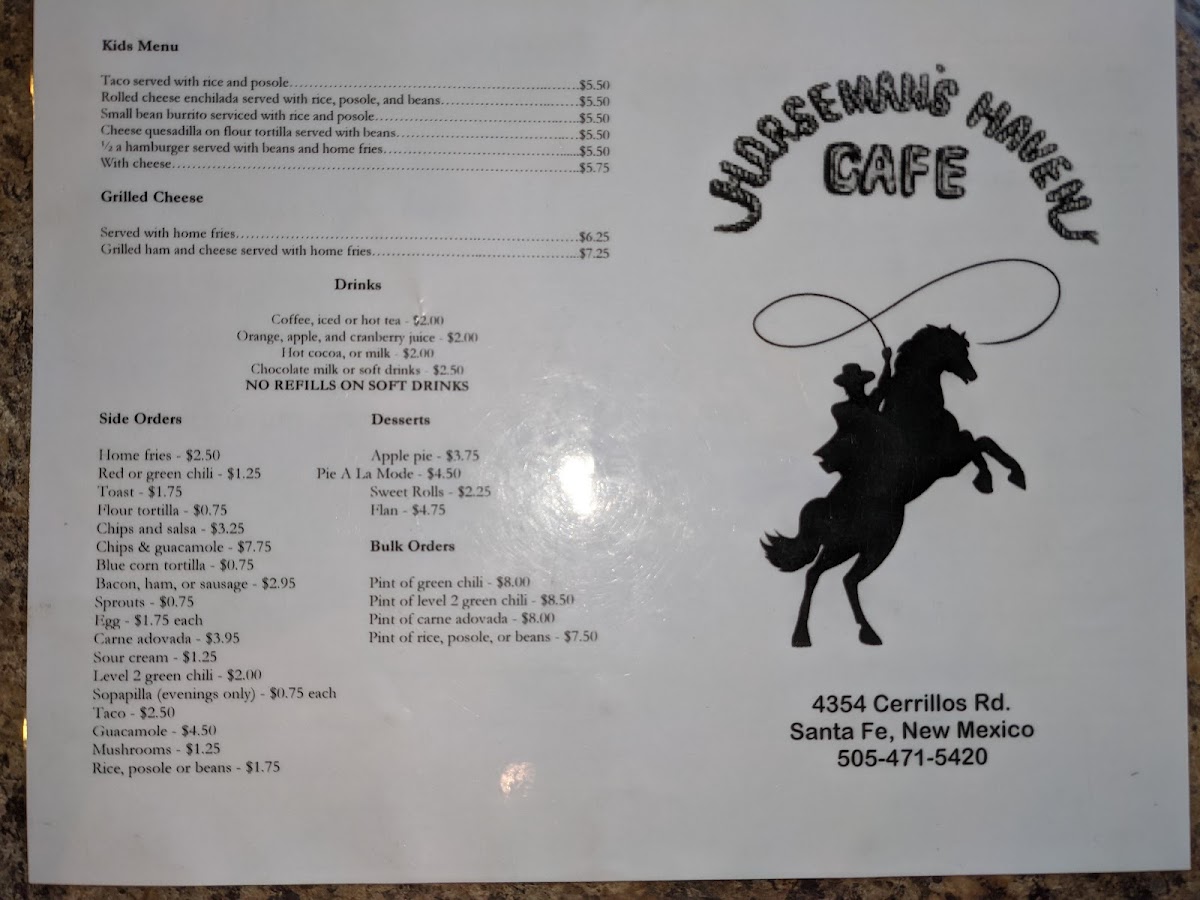 Kids Menu
Taco served with rice and posole....$5.50
Rolled cheese enchilada served with rice, posole, and beans....$5.50
Small bean burrito serviced with rice and posole....$5.50
Cheese quesadilla on flour tortilla served with beans....$5.50
½ a hamburger served with beans and home fries....$5.50
With cheese....$5.75
Grilled Cheese
Served with home fries....$6.25
Grilled ham and cheese served with home fries....$7.25
Drinks
Coffee, iced or hot tea - $2.00
Orange, apple, and cranberry juice - $2.00
Hot cocoa, or milk - $2.00
Chocolate milk or soft drinks - $2.50
NO REFILLS ON SOFT DRINKS
Side Orders
Home fries - $2.50
Red or green chili - $1.25
Toast - $1.75
Flour tortilla - $0.75
Chips and salsa - $3.25
Chips & guacamole - $7.75
Blue corn tortilla - $0.75
Bacon, ham, or sausage - $2.95
Sprouts - $0.75
Egg - $1.75 each
Carne adovada - $3.95
Sour cream - $1.25
Level 2 green chili - $2.00
Sopapilla (evenings only) - $0.75 each
Taco - $2.50
Guacamole - $4.50
Mushrooms - $1.25
Rice, posole or beans - $1.75
Desserts
Apple pie - $3.75
Pie A La Mode - $4.50
Sweet Rolls - $2.25
Flan - $4.75
Bulk Orders
Pint of green chili - $8.00
Pint of level 2 green chili - $8.50
Pint of carne adovada - $8.00
Pint of rice, posole, or beans - $7.50
HORSEMAN'S HAVEN
CAFE
4354 Cerrillos Rd.
Santa Fe, New Mexico
505-471-5420